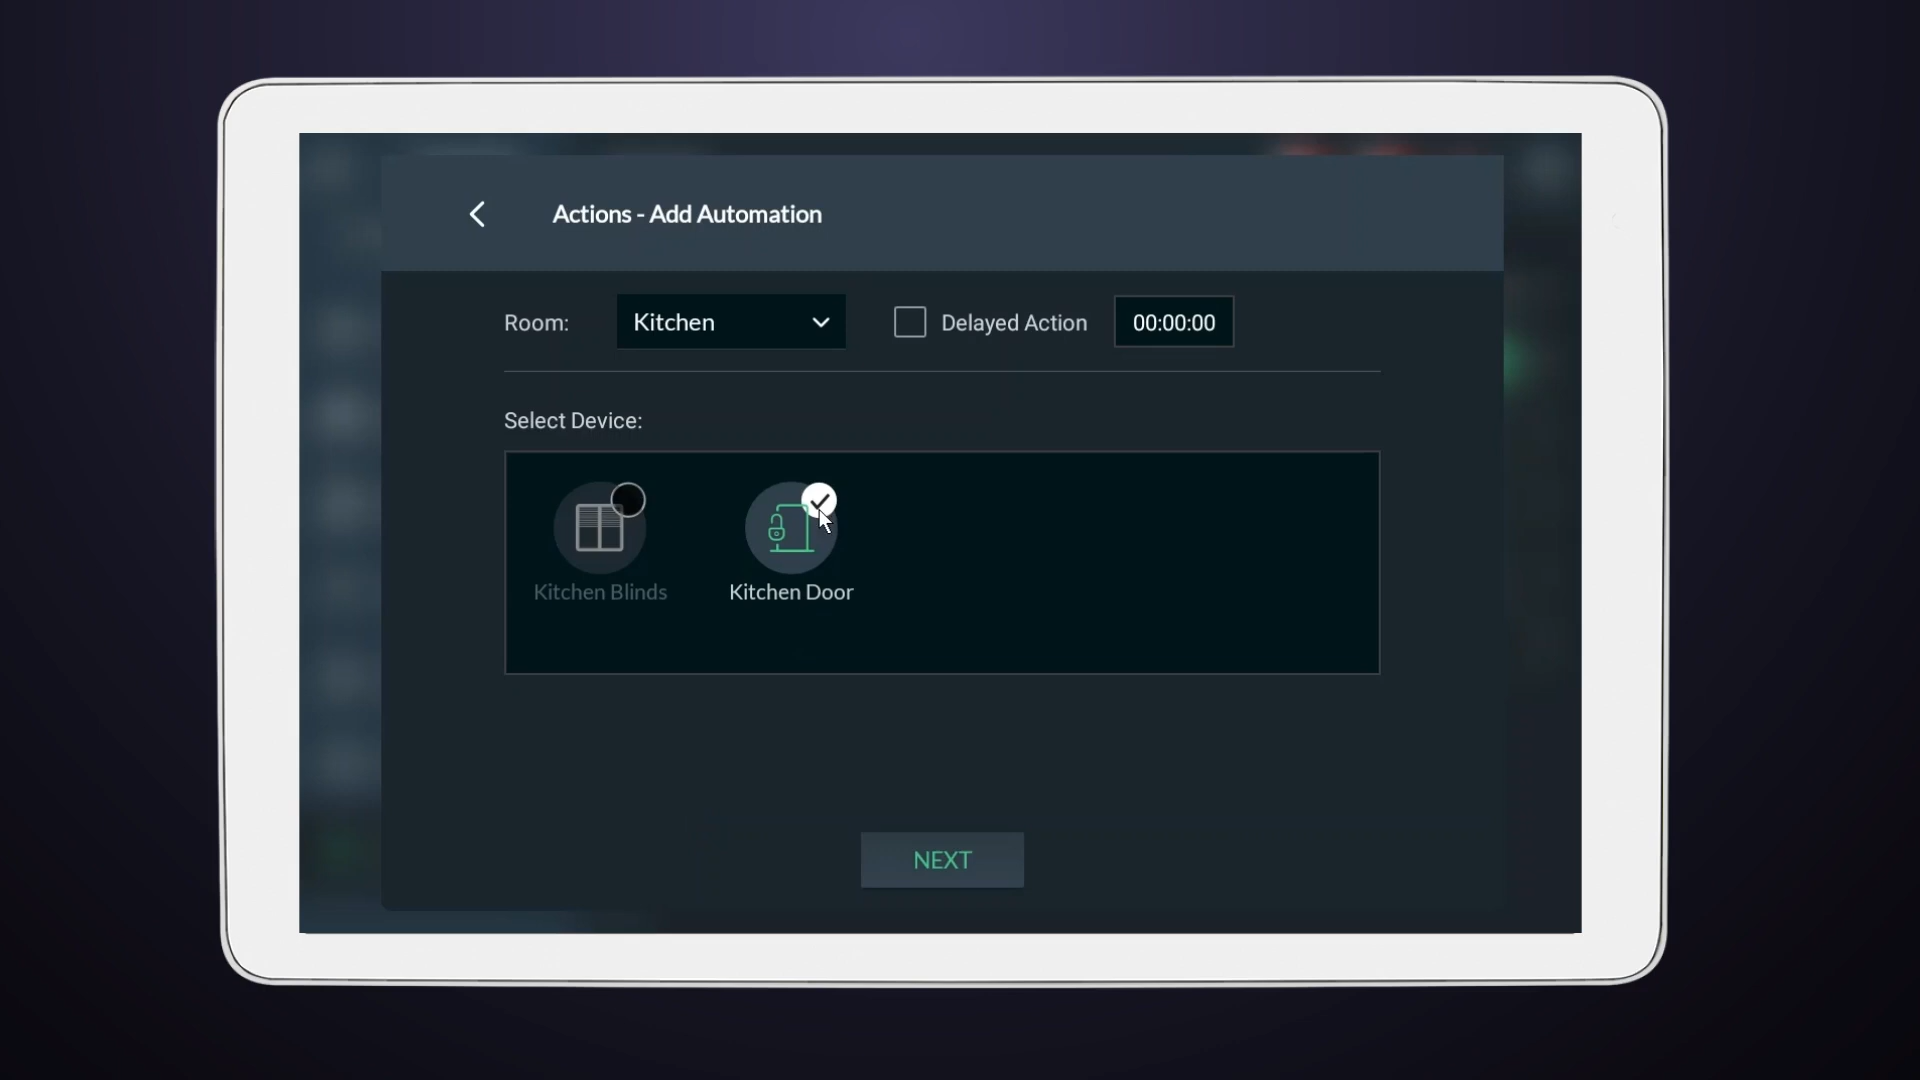 Actions - Add Automation
Room: Kitchen Delayed Action 00:00:00
Select Device:
Kitchen Blinds Kitchen Door
NEXT